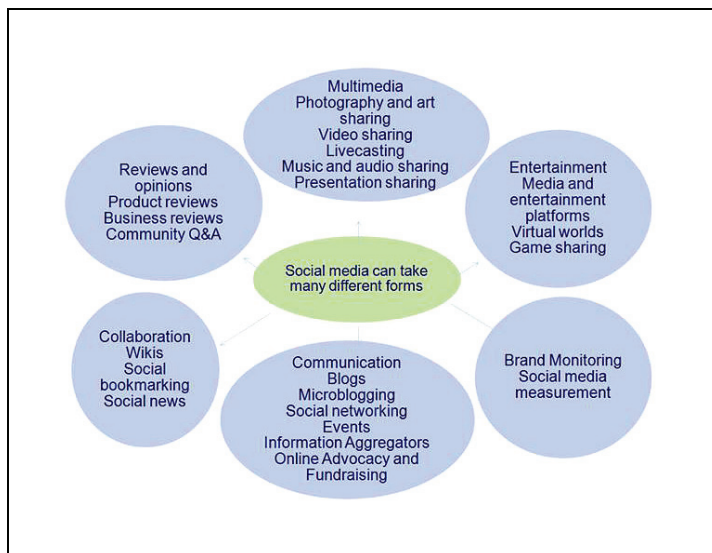 Multimedia
Photography and art
sharing
Video sharing
Livecasting
Music and audio sharing
Presentation sharing
Reviews and
opinions
Product reviews
Business reviews
Community Q&A
Entertainment
Media and
entertainment
platforms
Virtual worlds
Game sharing
Social media can take
many different forms
Collaboration
Wikis
Social
bookmarking
Social news
Communication
Blogs
Microblogging
Social networking
Events
Information Aggregators
Online Advocacy and
Fundraising
Brand Monitoring
Social media
measurement